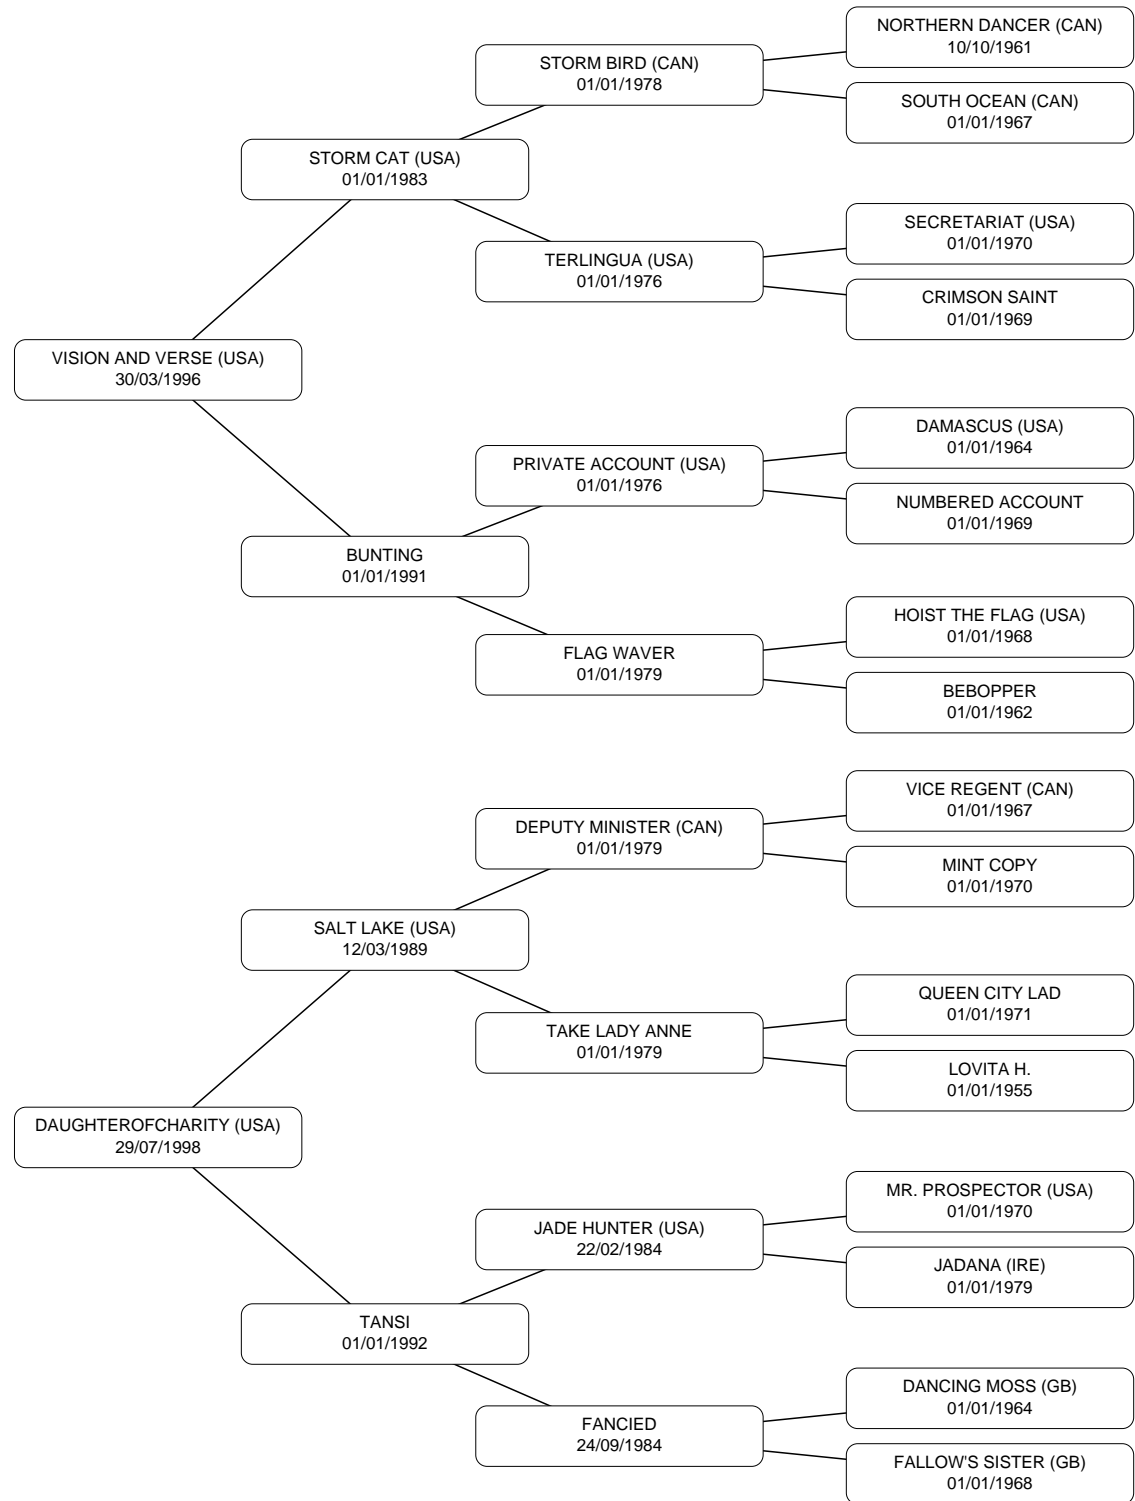 NORTHERN DANCER (CAN)
10/10/1961
STORM BIRD (CAN)
01/01/1978
SOUTH OCEAN (CAN)
01/01/1967
STORM CAT (USA)
01/01/1983
SECRETARIAT (USA)
01/01/1970
TERLINGUA (USA)
01/01/1976
CRIMSON SAINT
01/01/1969
VISION AND VERSE (USA)
30/03/1996
DAMASCUS (USA)
01/01/1964
PRIVATE ACCOUNT (USA)
01/01/1976
NUMBERED ACCOUNT
01/01/1969
BUNTING
01/01/1991
HOIST THE FLAG (USA)
01/01/1968
FLAG WAVER
01/01/1979
BEBOPPER
01/01/1962
VICE REGENT (CAN)
01/01/1967
DEPUTY MINISTER (CAN)
01/01/1979
MINT COPY
01/01/1970
SALT LAKE (USA)
12/03/1989
QUEEN CITY LAD
01/01/1971
TAKE LADY ANNE
01/01/1979
LOVITA H.
01/01/1955
DAUGHTEROFCHARITY (USA)
29/07/1998
MR. PROSPECTOR (USA)
01/01/1970
JADE HUNTER (USA)
22/02/1984
JADANA (IRE)
01/01/1979
TANSI
01/01/1992
DANCING MOSS (GB)
01/01/1964
FANCIED
24/09/1984
FALLOW'S SISTER (GB)
01/01/1968